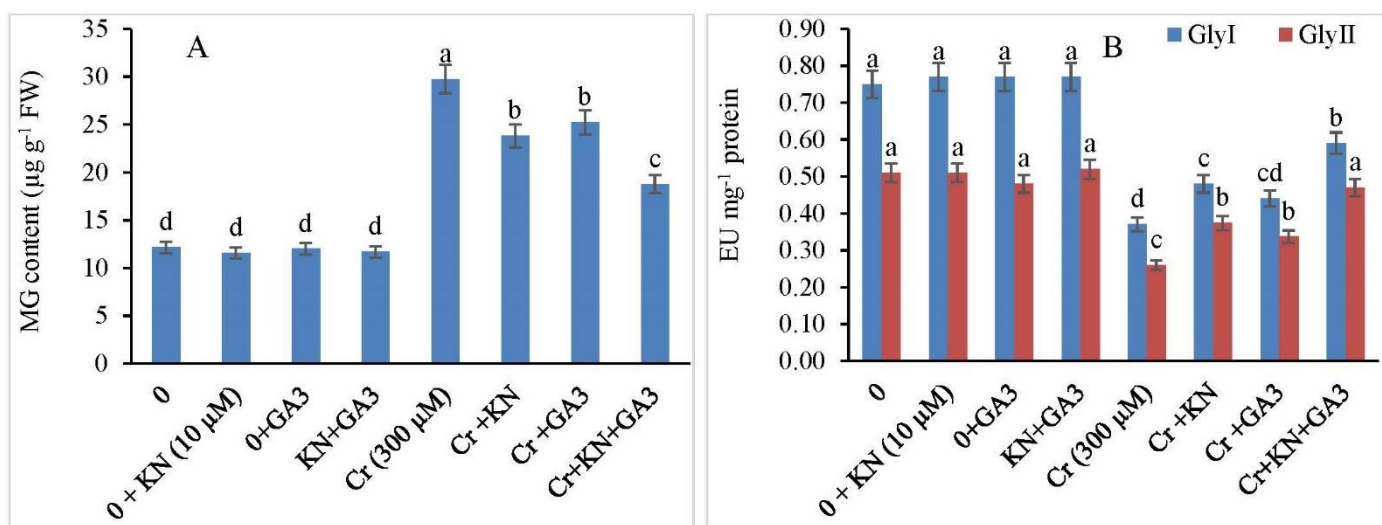 A
MG content (µg g-1 FW)
35
30
25
20
15
10
5
0
d
d
d
d
a
b
b
c
0
0 + KN (10 µM)
0+GA3
KN+GA3
Cr (300 µM)
Cr +KN
Cr +GA3
Cr+KN+GA3
B
GlyI
GlyII
EU mg-1 protein
0.90
0.80
0.70
0.60
0.50
0.40
0.30
0.20
0.10
0.00
a
a
a
a
a
a
a
a
d
c
c
b
cd
b
b
a
0
0 + KN (10 µM)
0+GA3
KN+GA3
Cr (300 µM)
Cr +KN
Cr +GA3
Cr+KN+GA3